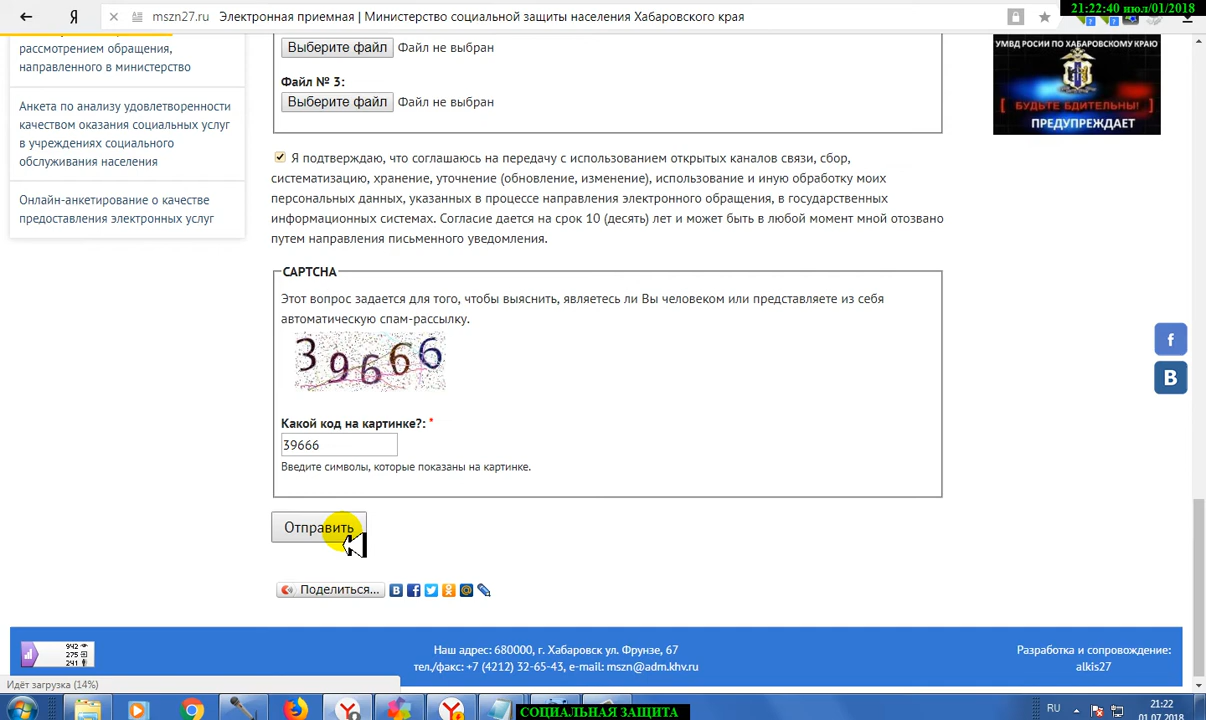 mszn27.ru Электронная приемная | Министерство социальной защиты населения Хабаровского края
21:22:40 июл/01/2018
рассмотрением обращения,
направленного в министерство
Анкета по анализу удовлетворенности
качеством оказания социальных услуг
в учреждениях социального
обслуживания населения
Онлайн-анкетирование о качестве
предоставления электронных услуг
Выберите файл Файл не выбран
Файл № 3:
Выберите файл Файл не выбран
УМВД РОСИИ ПО ХАБАРОВСКОМУ КРАЮ
[ БУДЬТЕ БДИТЕЛЬНЫ! ]
ПРЕДУПРЕЖДАЕТ
Я подтверждаю, что соглашаюсь на передачу с использованием открытых каналов связи, сбор,
систематизацию, хранение, уточнение (обновление, изменение), использование и иную обработку моих
персональных данных, указанных в процессе направления электронного обращения, в государственных
информационных системах. Согласие дается на срок 10 (десять) лет и может быть в любой момент мной отозвано
путем направления письменного уведомления.
CAPTCHA
Этот вопрос задается для того, чтобы выяснить, являетесь ли Вы человеком или представляете из себя
автоматическую спам-рассылку.
39666
Какой код на картинке?: *
39666
Введите символы, которые показаны на картинке.
Отправить
Поделиться...
942
275
241
Наш адрес: 680000, г. Хабаровск ул. Фрунзе, 67
тел./факс: +7 (4212) 32-65-43, e-mail: mszn@adm.khv.ru
Разработка и сопровождение:
alkis27
Идёт загрузка (14%)
СОЦИАЛЬНАЯ ЗАЩИТА
RU
21:22
01.07.2018